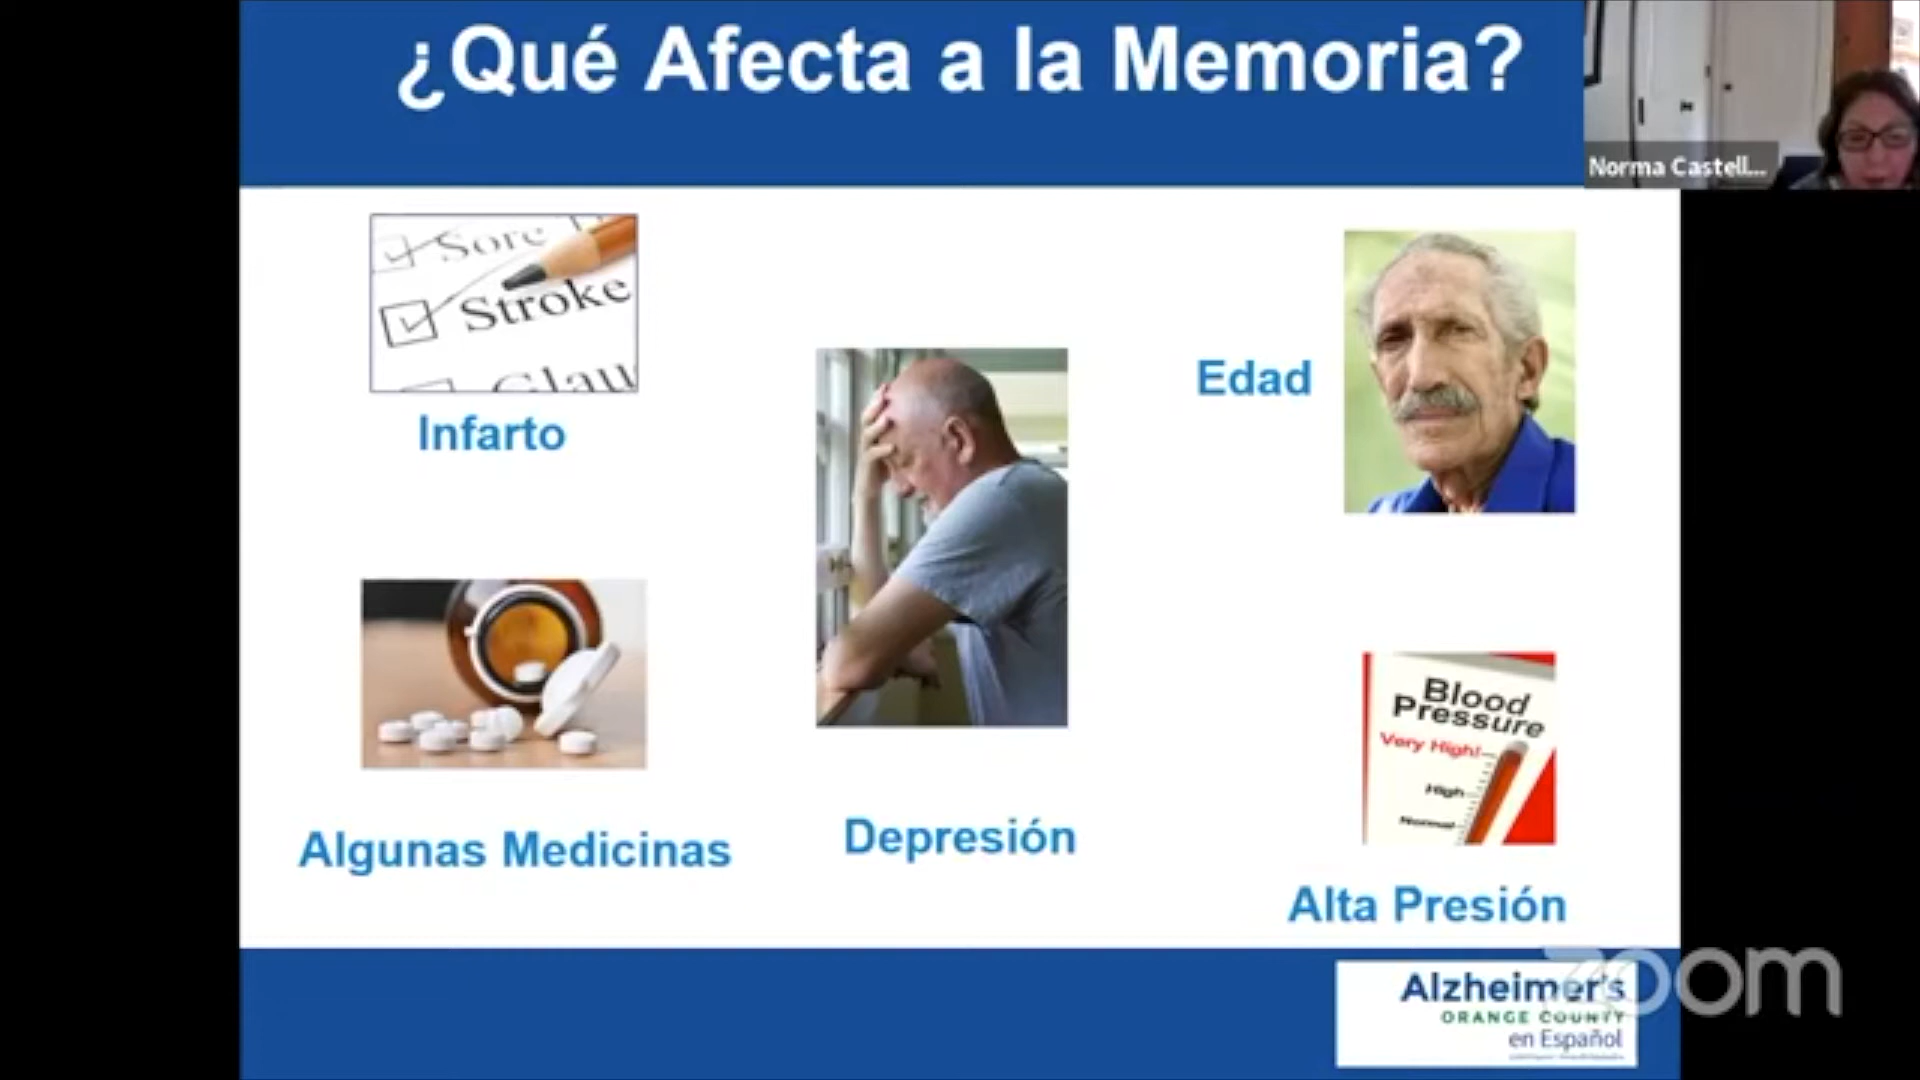 ¿Qué Afecta a la Memoria?
Norma Castell...
Sore
Stroke
Glau
Infarto
Edad
Algunas Medicinas
Depresión
Blood
Pressure
Very High!
High
Normal
Alta Presión
zoom
Alzheimer's
ORANGE COUNTY
en Español